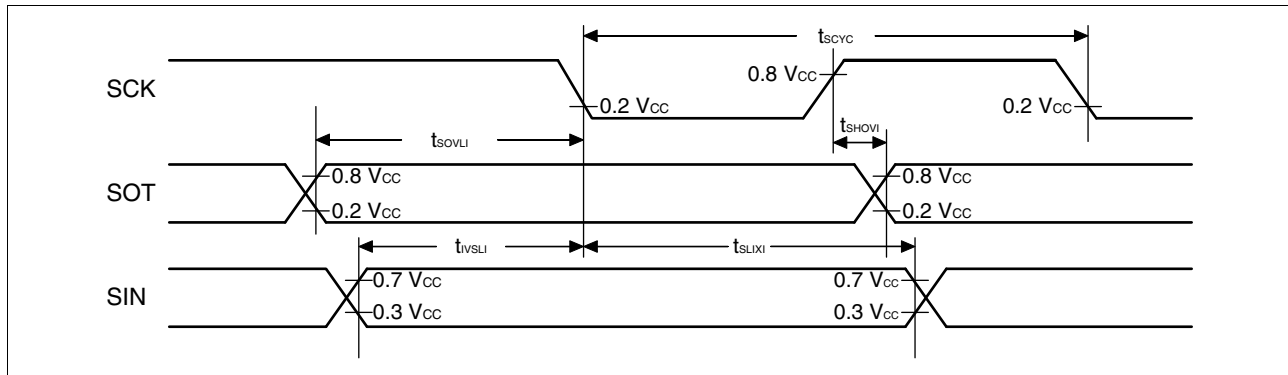 tSCYC
SCK
0.8 VCC
0.2 VCC
0.2 VCC
tSHOVI
tSOVLI
SOT
0.8 VCC
0.8 VCC
0.2 VCC
0.2 VCC
tIVSLI
tSLIXI
SIN
0.7 VCC
0.7 VCC
0.3 VCC
0.3 VCC